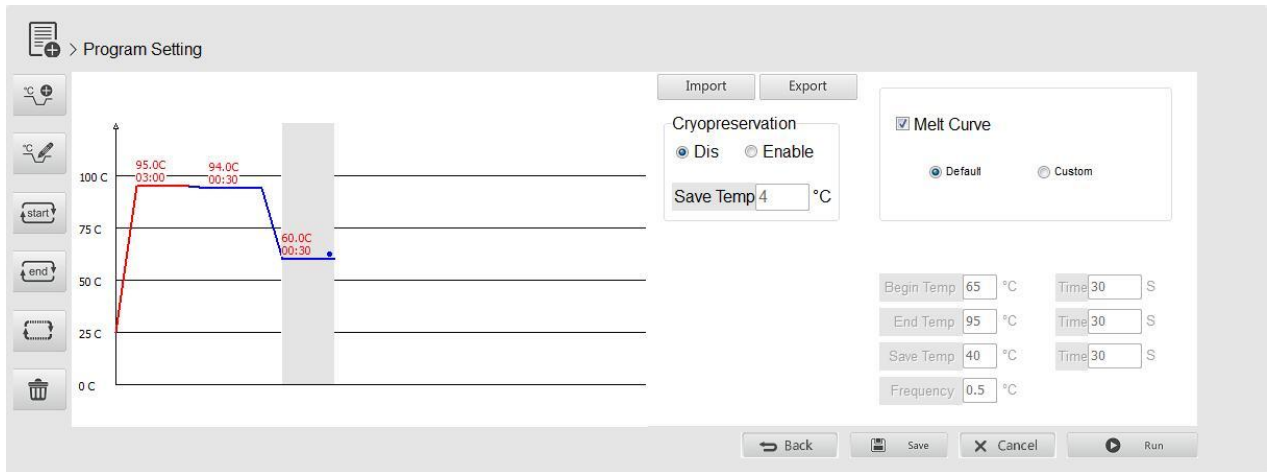 > Program Setting
°C
°C
start
end
100 C
75 C
50 C
25 C
0 C
95.0C
03:00
94.0C
00:30
60.0C
00:30
Import Export
Cryopreservation
Dis Enable
Save Temp 4 °C
Melt Curve
Default Custom
Begin Temp 65 °C Time 30 S
End Temp 95 °C Time 30 S
Save Temp 40 °C Time 30 S
Frequency 0.5 °C
Back Save Cancel Run